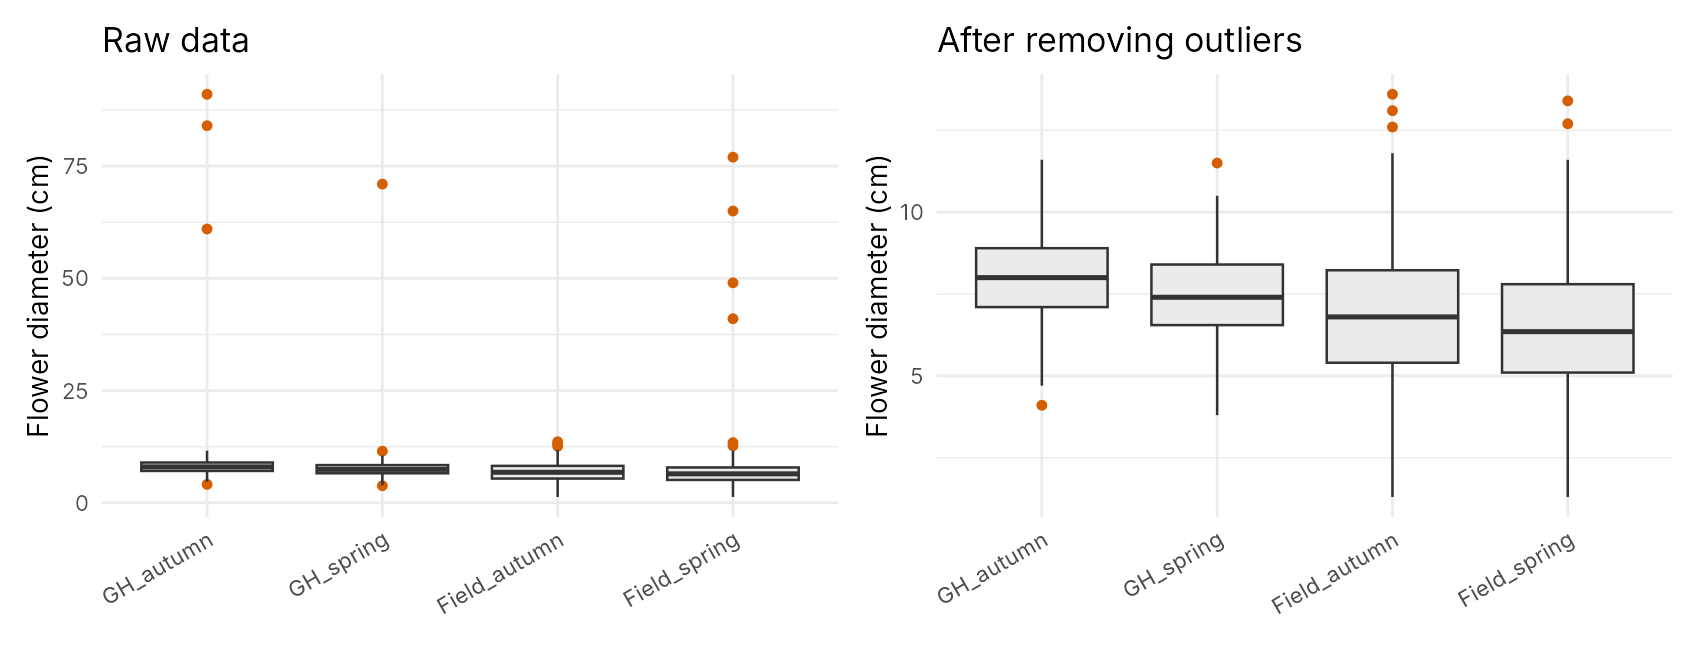 Raw data
Flower diameter (cm)
75
50
25
0
GH_autumn
GH_spring
Field_autumn
Field_spring
After removing outliers
Flower diameter (cm)
10
5
GH_autumn
GH_spring
Field_autumn
Field_spring